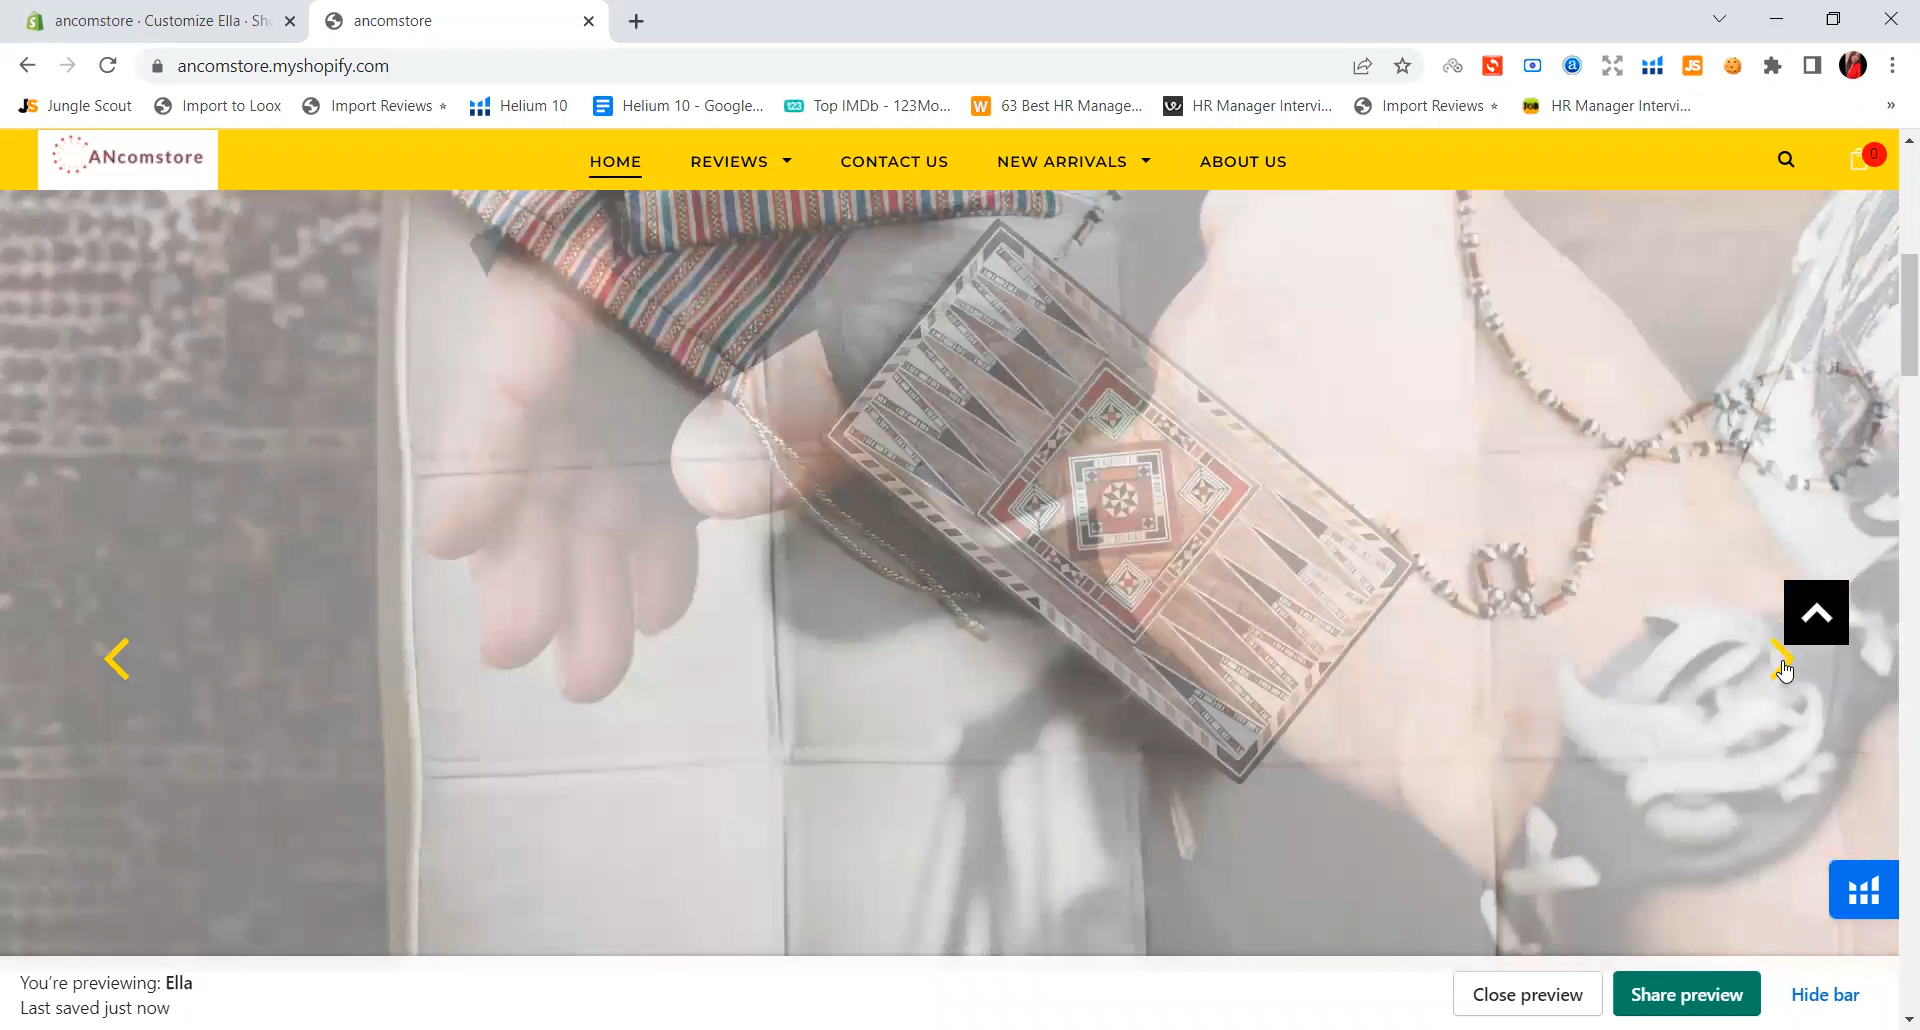 ancomstore · Customize Ella · Sh
ancomstore
ancomstore.myshopify.com
Jungle Scout
Import to Loox
Import Reviews ⭐
Helium 10
Helium 10 - Google...
Top IMDb - 123Mo...
63 Best HR Manage...
HR Manager Intervi...
Import Reviews ⭐
HR Manager Intervi...
»
ANcomstore
HOME
REVIEWS
CONTACT US
NEW ARRIVALS
ABOUT US
0
You're previewing: Ella
Last saved just now
Close preview
Share preview
Hide bar